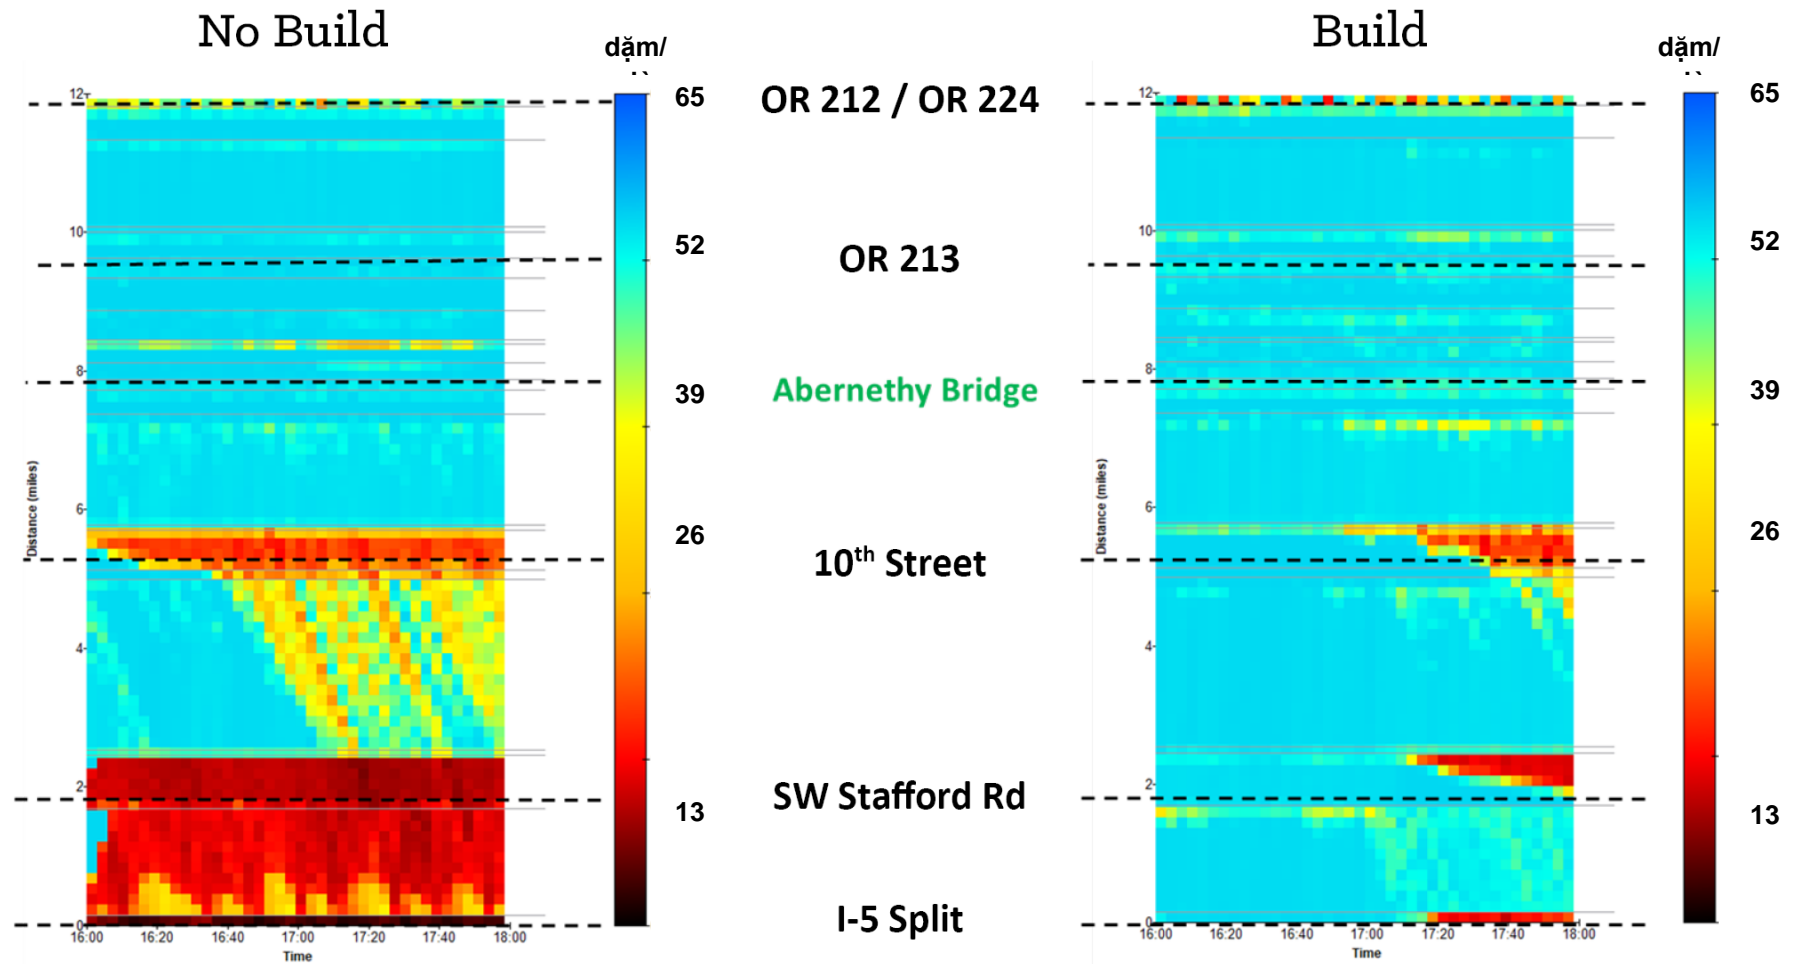 No Build
Build
dặm/
dặm/
65
52
39
26
13
65
52
39
26
13
OR 212 / OR 224
OR 213
Abernethy Bridge
10th Street
SW Stafford Rd
I-5 Split
Distance (miles)
12
10
8
6
4
2
0
16:00 16:20 16:40 17:00 17:20 17:40 18:00
Time
Distance (miles)
12
10
8
6
4
2
0
16:00 16:20 16:40 17:00 17:20 17:40 18:00
Time